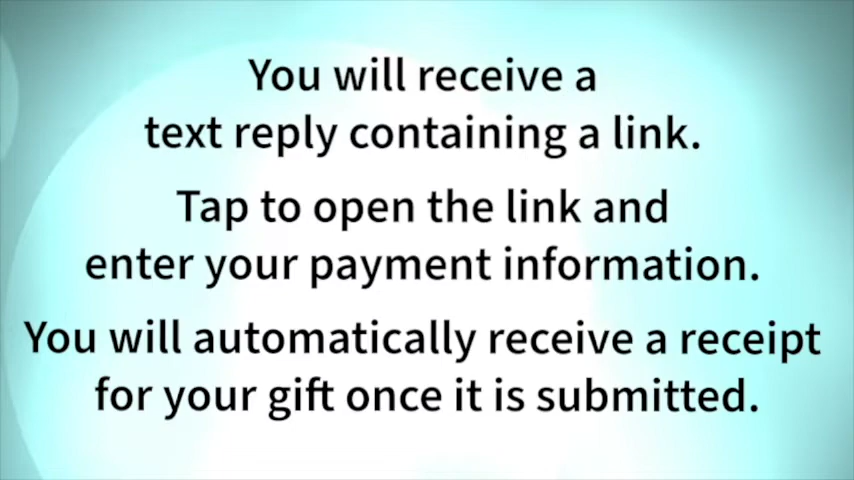 You will receive a
text reply containing a link.
Tap to open the link and
enter your payment information.
You will automatically receive a receipt
for your gift once it is submitted.